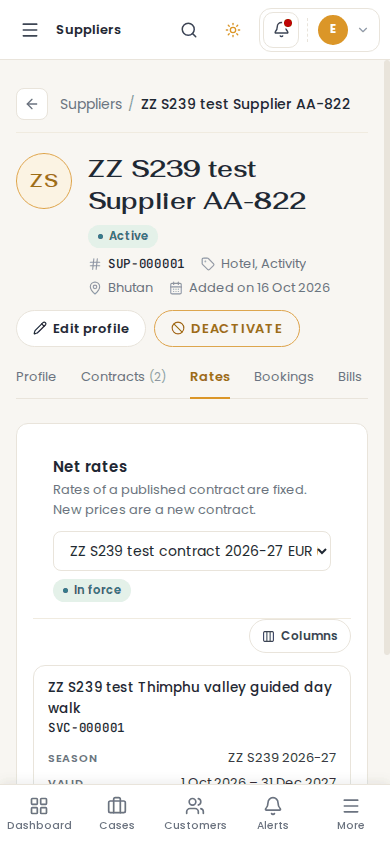 Suppliers
E
Suppliers / ZZ S239 test Supplier AA-822
ZS
ZZ S239 test
Supplier AA-822
Active
SUP-000001 Hotel, Activity
Bhutan Added on 16 Oct 2026
Edit profile DEACTIVATE
Profile Contracts (2) Rates Bookings Bills
Net rates
Rates of a published contract are fixed.
New prices are a new contract.
ZZ S239 test contract 2026-27 EUR
In force
Columns
ZZ S239 test Thimphu valley guided day
walk
SVC-000001
SEASON ZZ S239 2026-27
VALID 1 Oct 2026 – 31 Dec 2027
Dashboard Cases Customers Alerts More